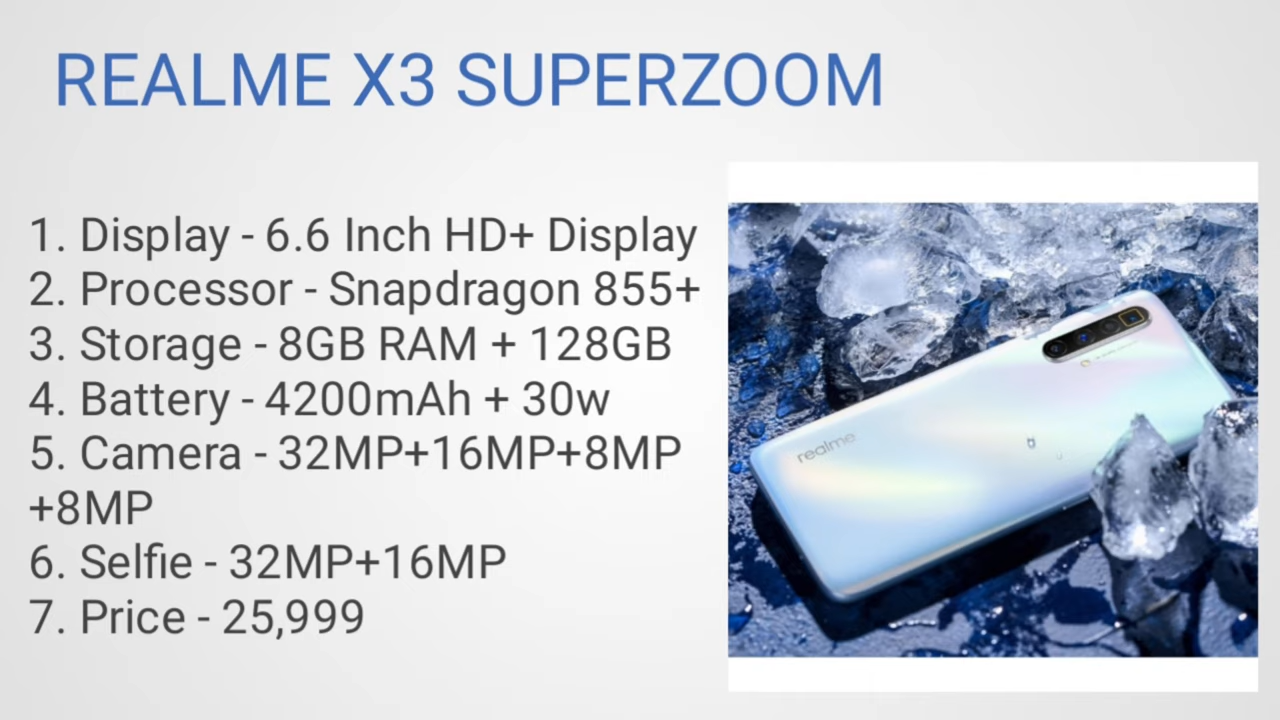 REALME X3 SUPERZOOM
1. Display - 6.6 Inch HD+ Display
2. Processor - Snapdragon 855+
3. Storage - 8GB RAM + 128GB
4. Battery - 4200mAh + 30w
5. Camera - 32MP+16MP+8MP
+8MP
6. Selfie - 32MP+16MP
7. Price - 25,999
realme